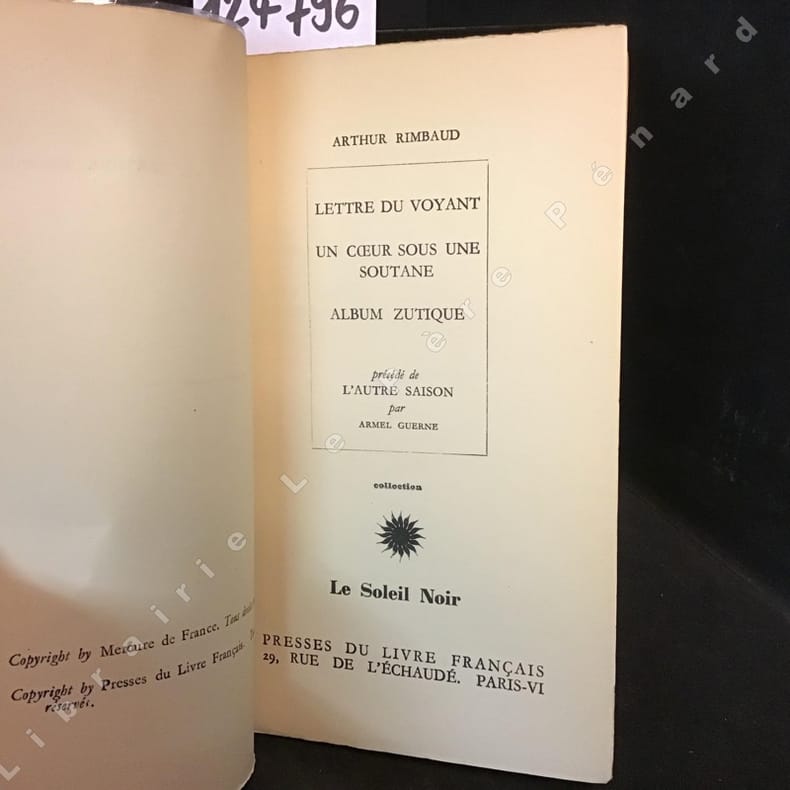 124796
ARTHUR RIMBAUD
LETTRE DU VOYANT
UN CŒUR SOUS UNE
SOUTANE
ALBUM ZUTIQUE
précédé de
L'AUTRE SAISON
par
ARMEL GUERNE
collection
Le Soleil Noir
PRESSES DU LIVRE FRANÇAIS
29, RUE DE L'ÉCHAUDÉ. PARIS-VI
Copyright by Mercure de France. Tous
Copyright by Presses du Livre Français.
réservés.
Librairie Le Père Pénard